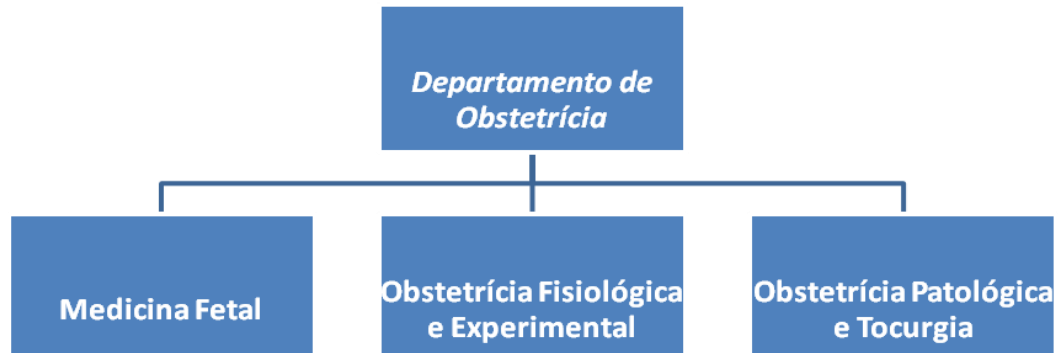 Departamento de
Obstetrícia
Medicina Fetal
Obstetrícia Fisiológica
e Experimental
Obstetrícia Patológica
e Tocurgia